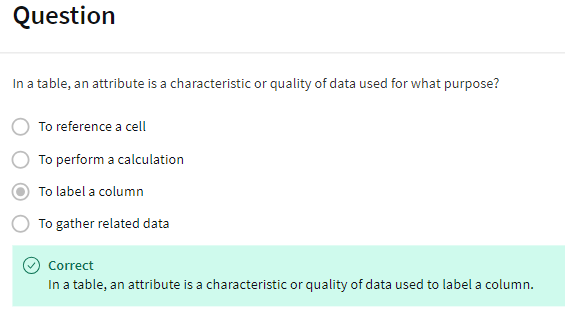 Question
In a table, an attribute is a characteristic or quality of data used for what purpose?
To reference a cell
To perform a calculation
To label a column
To gather related data
Correct
In a table, an attribute is a characteristic or quality of data used to label a column.